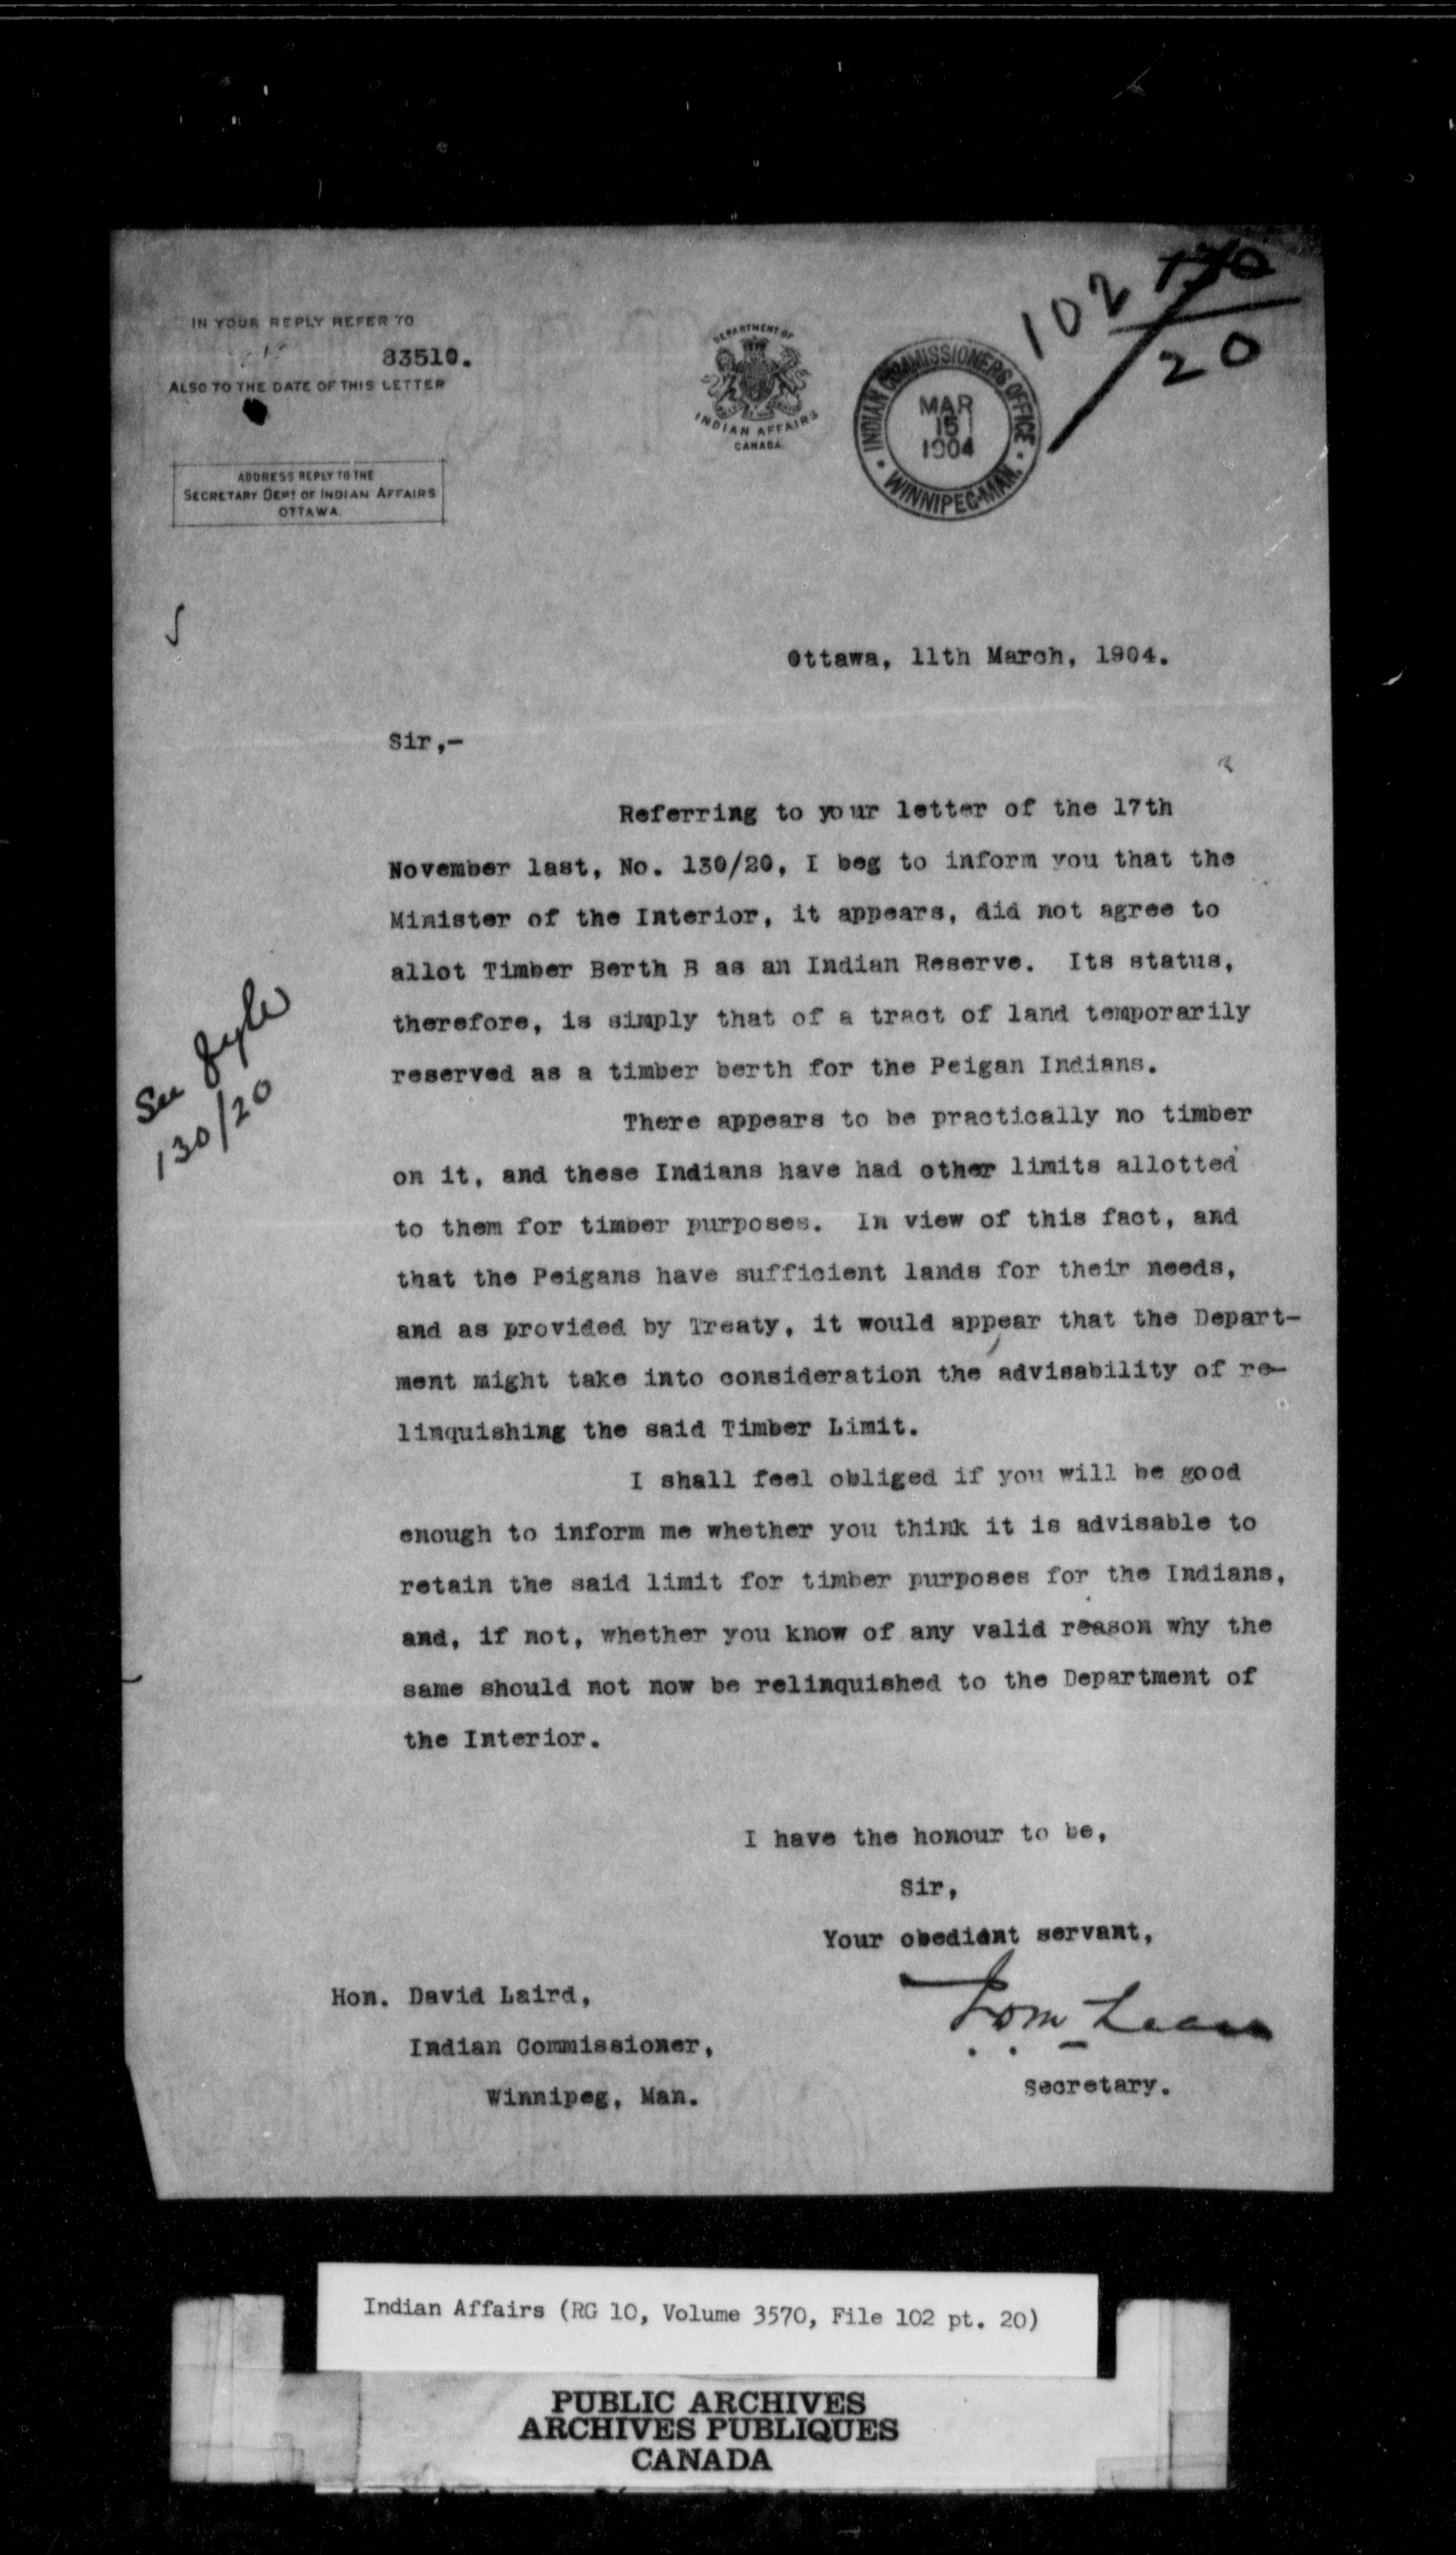 102 130
20
IN YOUR REPLY REFER TO
83510.
ALSO TO THE DATE OF THIS LETTER
ADDRESS REPLY TO THE
SECRETARY DEPT OF INDIAN AFFAIRS
OTTAWA.
DEPARTMENT OF
INDIAN AFFAIRS
CANADA.
INDIAN COMMISSIONERS OFFICE
MAR
15
1904
WINNIPEG-MAN.
Ottawa, 11th March, 1904.
Sir,-
Referring to your letter of the 17th
November last, No. 130/20, I beg to inform you that the
Minister of the Interior, it appears, did not agree to
allot Timber Berth B as an Indian Reserve. Its status,
therefore, is simply that of a tract of land temporarily
reserved as a timber berth for the Peigan Indians.
See fyle
130/20
There appears to be practically no timber
on it, and these Indians have had other limits allotted
to them for timber purposes. In view of this fact, and
that the Peigans have sufficient lands for their needs,
and as provided by Treaty, it would appear that the Depart-
ment might take into consideration the advisability of re-
linquishing the said Timber Limit.
I shall feel obliged if you will be good
enough to inform me whether you think it is advisable to
retain the said limit for timber purposes for the Indians,
and, if not, whether you know of any valid reason why the
same should not now be relinquished to the Department of
the Interior.
I have the honour to be,
Sir,
Your obedient servant,
Secretary.
Hon. David Laird,
Indian Commissioner,
Winnipeg, Man.
Indian Affairs (RG 10, Volume 3570, File 102 pt. 20)
PUBLIC ARCHIVES
ARCHIVES PUBLIQUES
CANADA